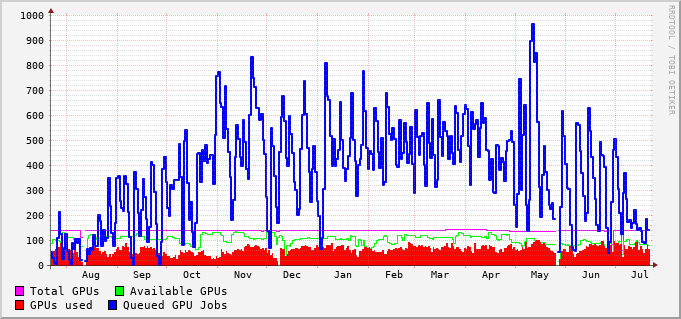 1000
900
800
700
600
500
400
300
200
100
0
Aug Sep Oct Nov Dec Jan Feb Mar Apr May Jun Jul
Total GPUs Available GPUs
GPUs used Queued GPU Jobs
RRDTOOL / TOBI OETIKER